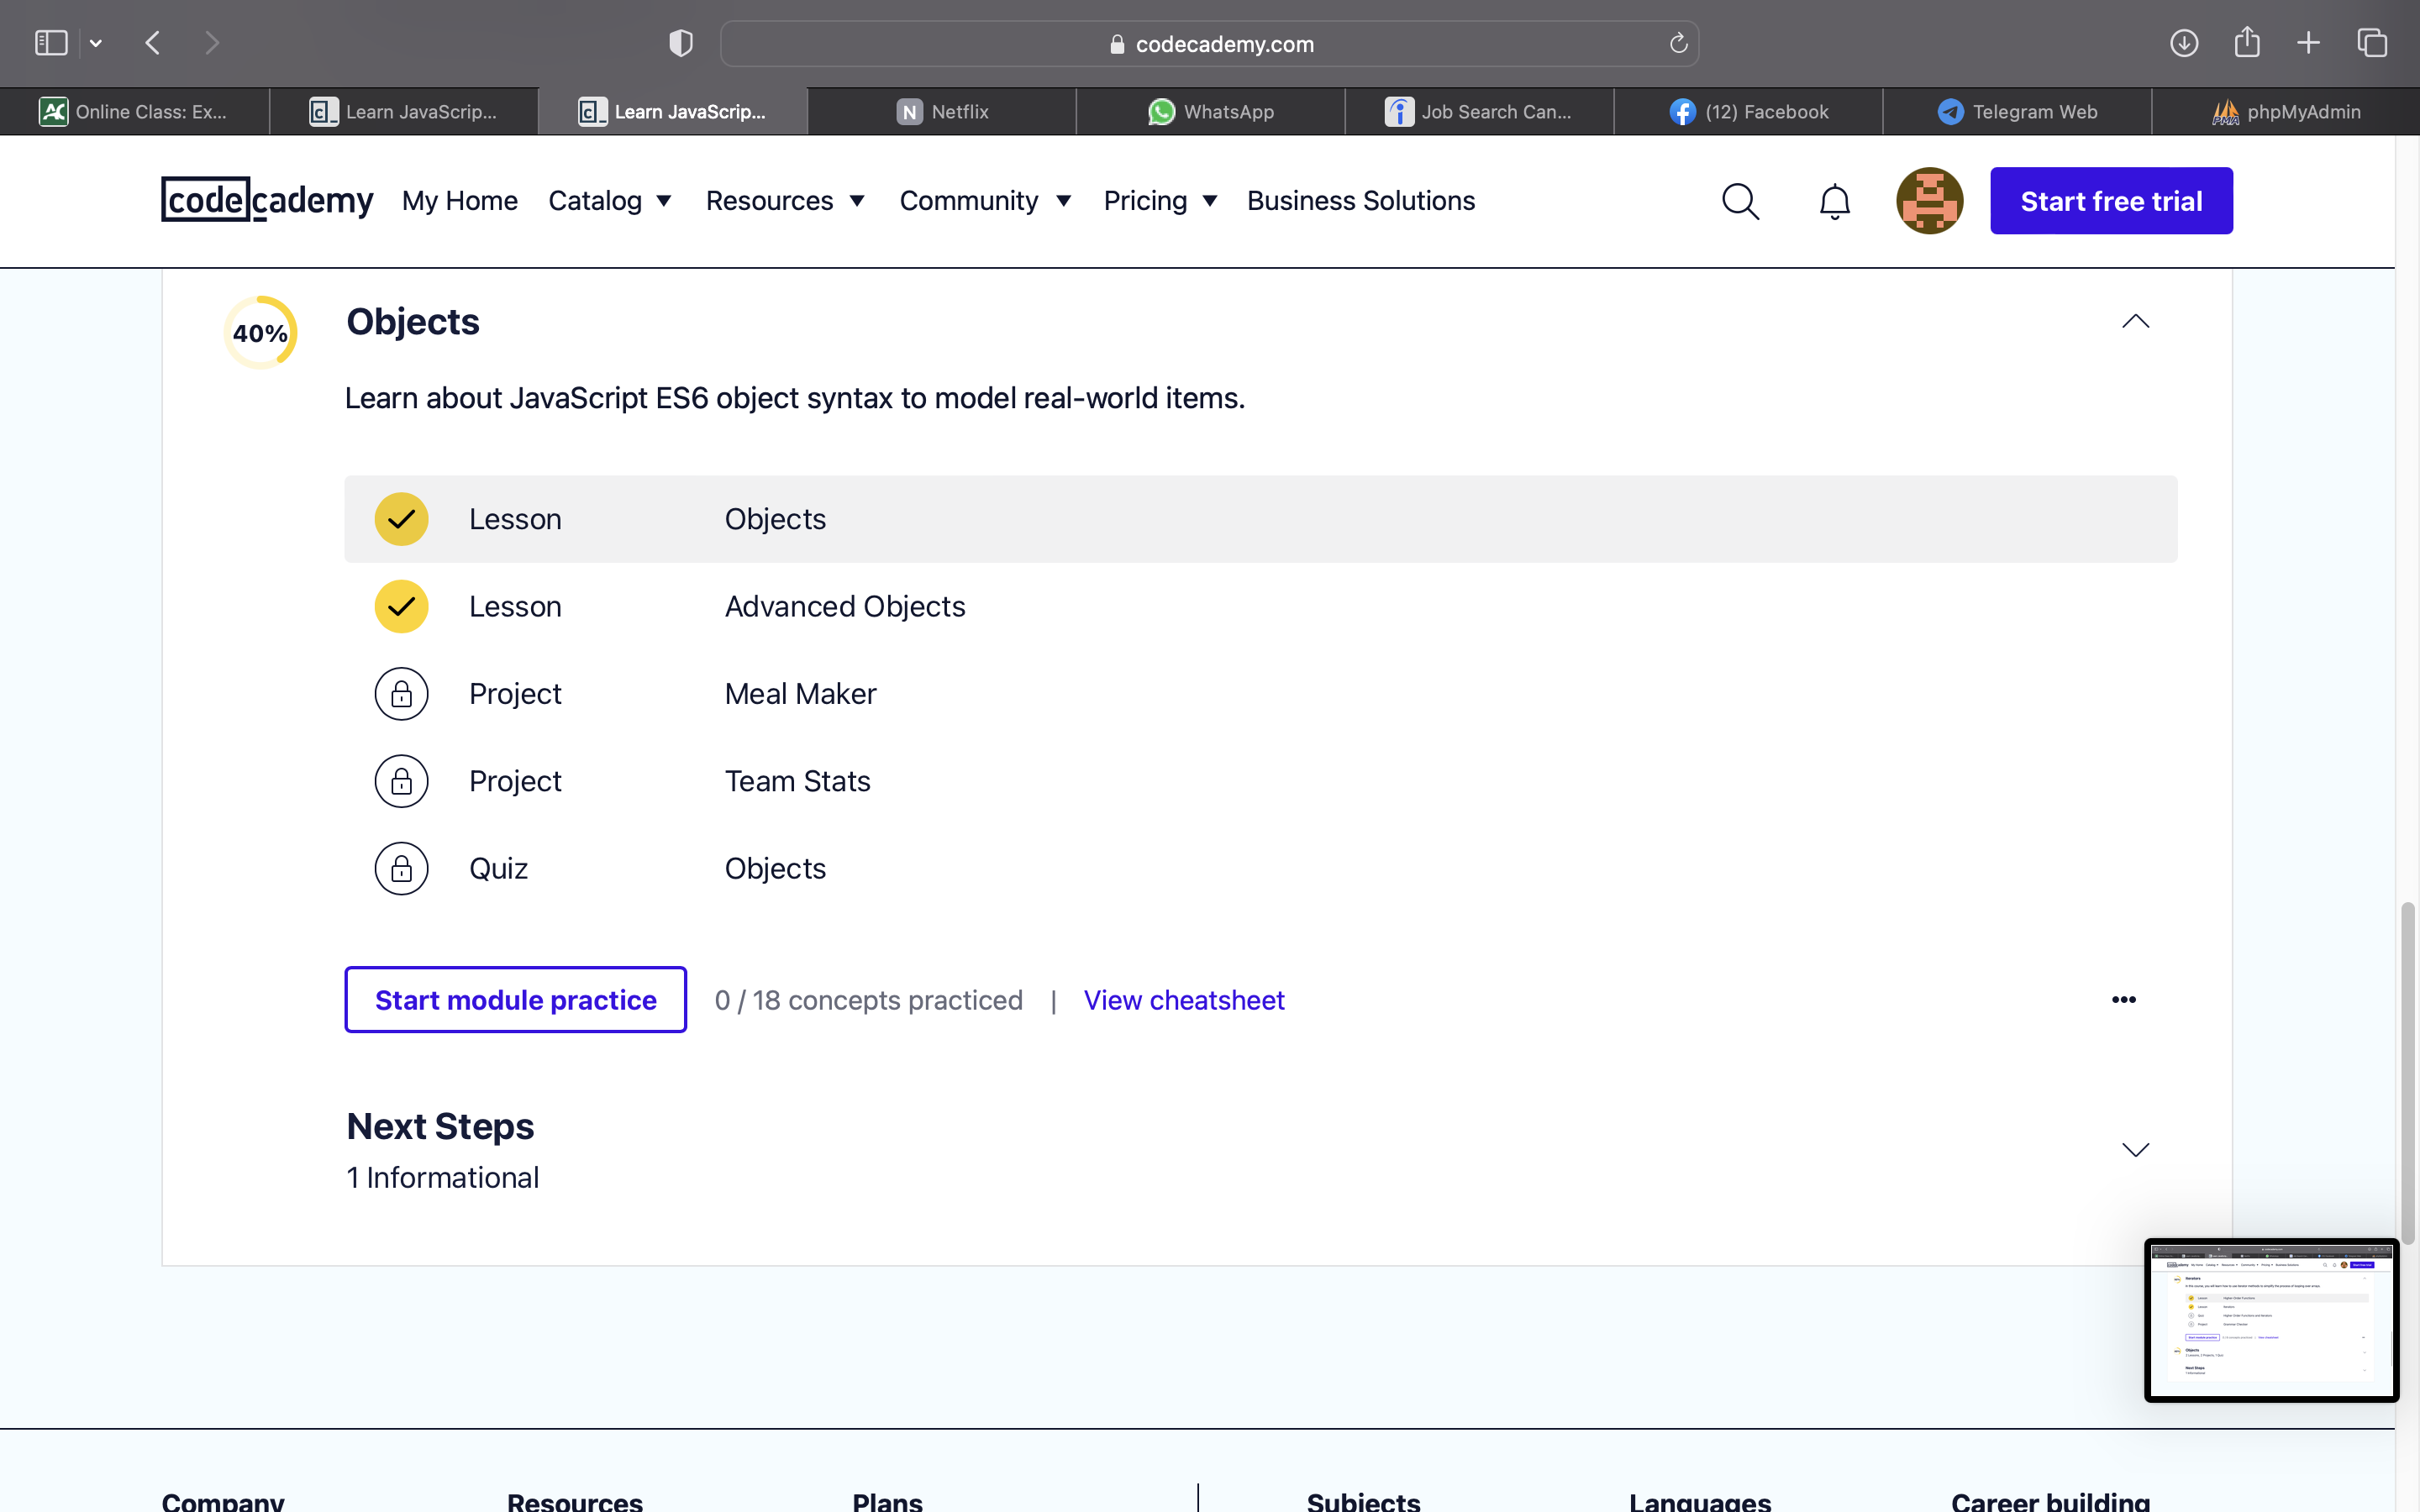 codecademy.com
Online Class: Ex...
Learn JavaScrip...
Learn JavaScrip...
N Netflix
WhatsApp
Job Search Can...
(12) Facebook
Telegram Web
phpMyAdmin
codecademy My Home Catalog Resources Community Pricing Business Solutions Start free trial
40% Objects
Learn about JavaScript ES6 object syntax to model real-world items.
Lesson Objects
Lesson Advanced Objects
Project Meal Maker
Project Team Stats
Quiz Objects
Start module practice 0 / 18 concepts practiced | View cheatsheet
Next Steps
1 Informational
Company Resources Plans Subjects Languages Career building